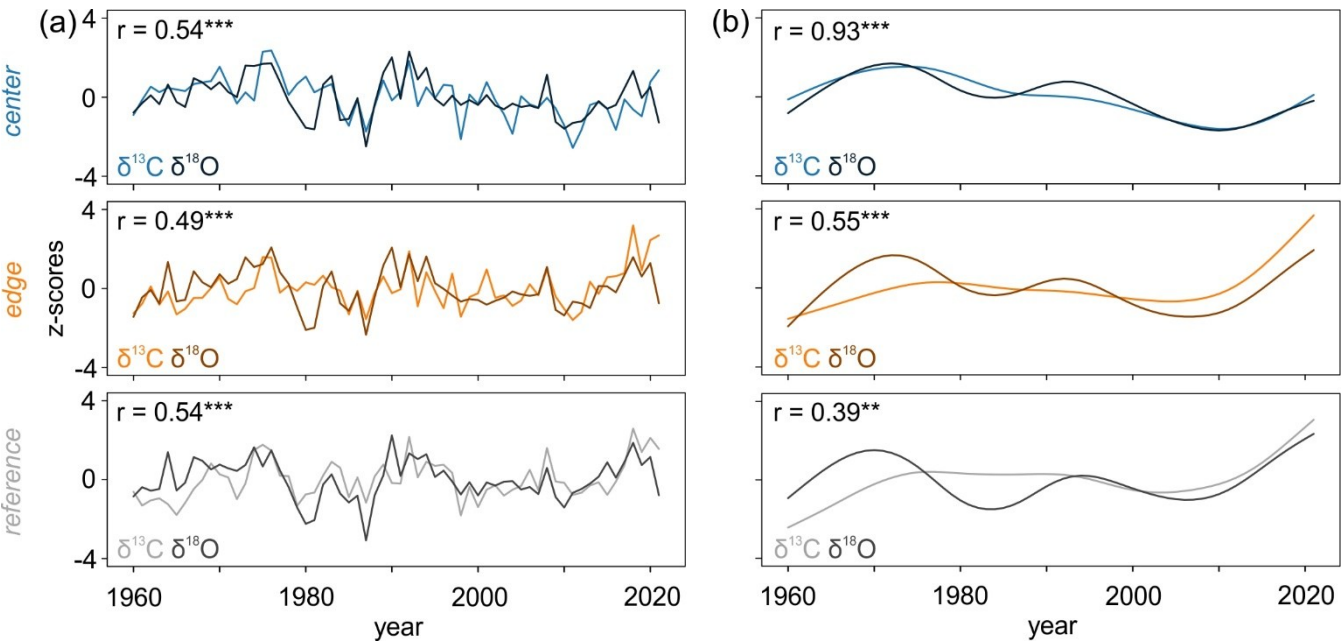 (a)
center
r = 0.54***
4
0
-4
δ¹³C δ¹⁸O
edge
z-scores
r = 0.49***
4
0
-4
δ¹³C δ¹⁸O
reference
r = 0.54***
4
0
-4
δ¹³C δ¹⁸O
1960 1980 2000 2020
year
(b)
r = 0.93***
δ¹³C δ¹⁸O
r = 0.55***
δ¹³C δ¹⁸O
r = 0.39**
δ¹³C δ¹⁸O
1960 1980 2000 2020
year